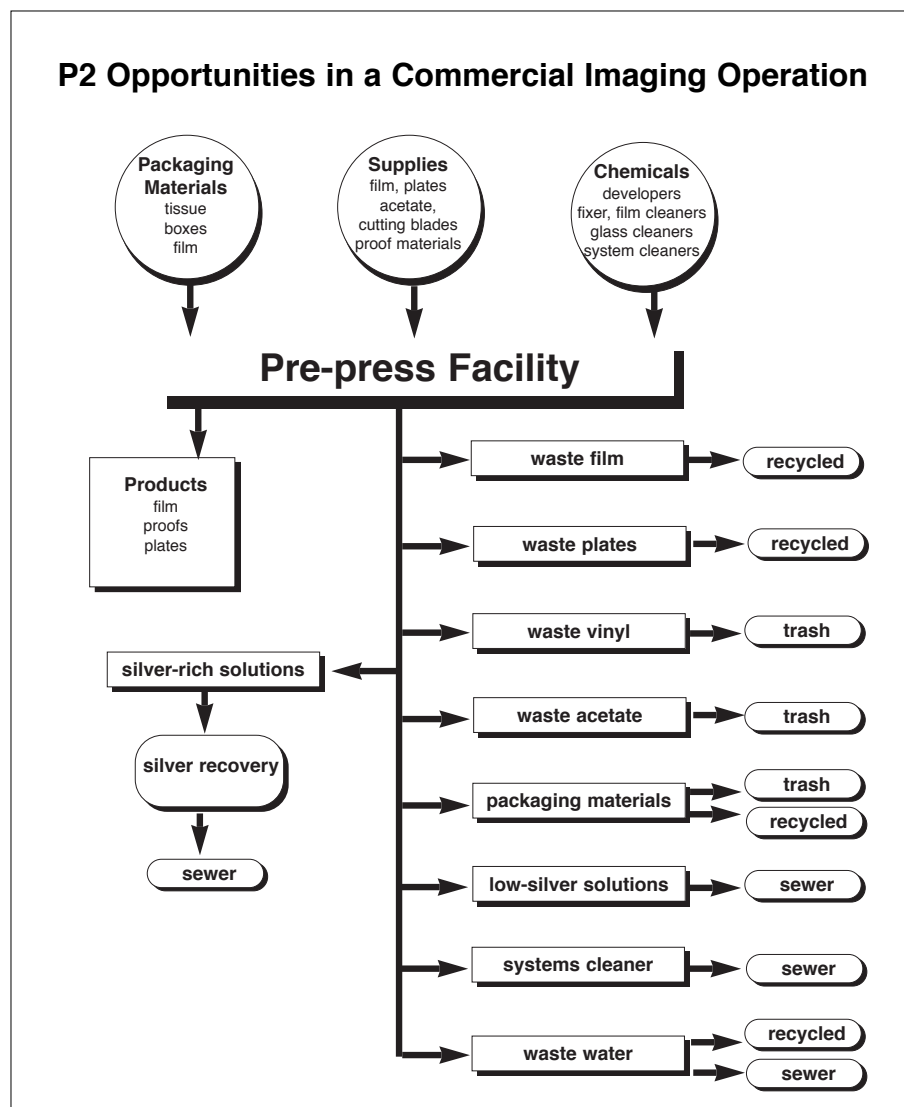 P2 Opportunities in a Commercial Imaging Operation
Packaging
Materials
tissue
boxes
film
Supplies
film, plates
acetate,
cutting blades
proof materials
Chemicals
developers
fixer, film cleaners
glass cleaners
system cleaners
Pre-press Facility
Products
film
proofs
plates
silver-rich solutions
silver recovery
sewer
waste film
recycled
waste plates
recycled
waste vinyl
trash
waste acetate
trash
packaging materials
trash
recycled
low-silver solutions
sewer
systems cleaner
sewer
waste water
recycled
sewer